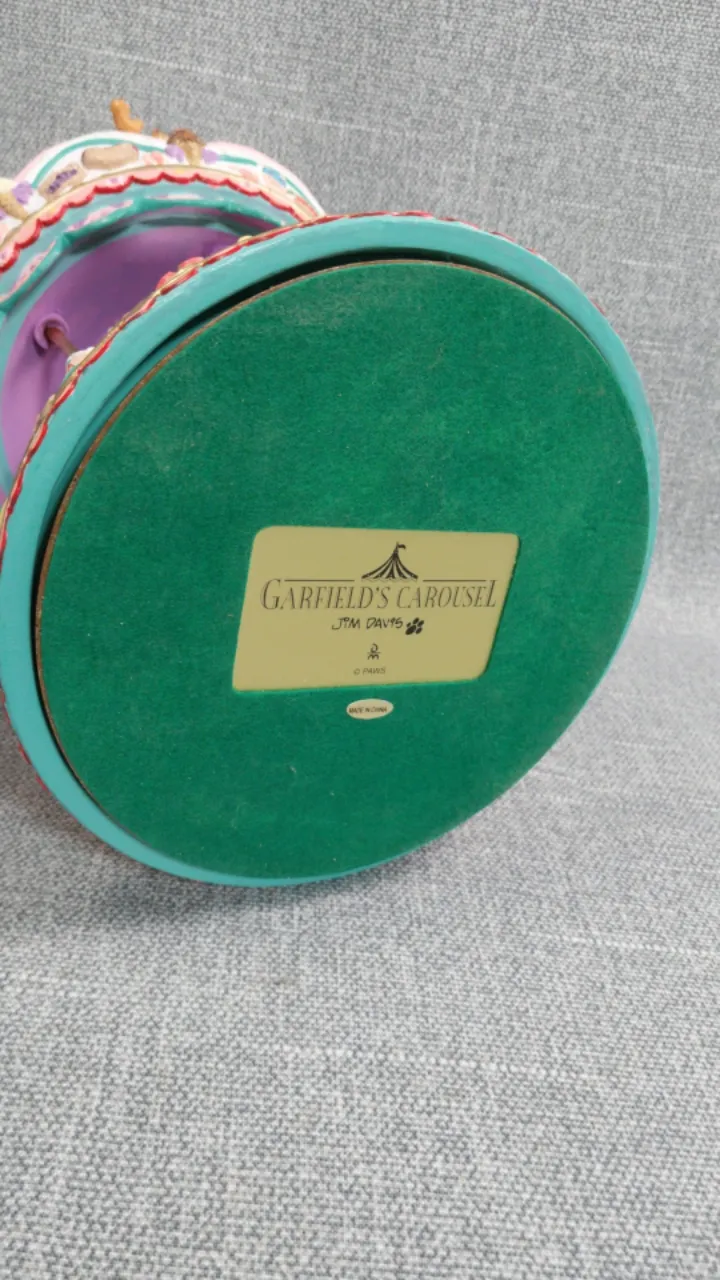 GARFIELD'S CAROUSEL
JIM DAVIS
© PAWS
MADE IN CHINA